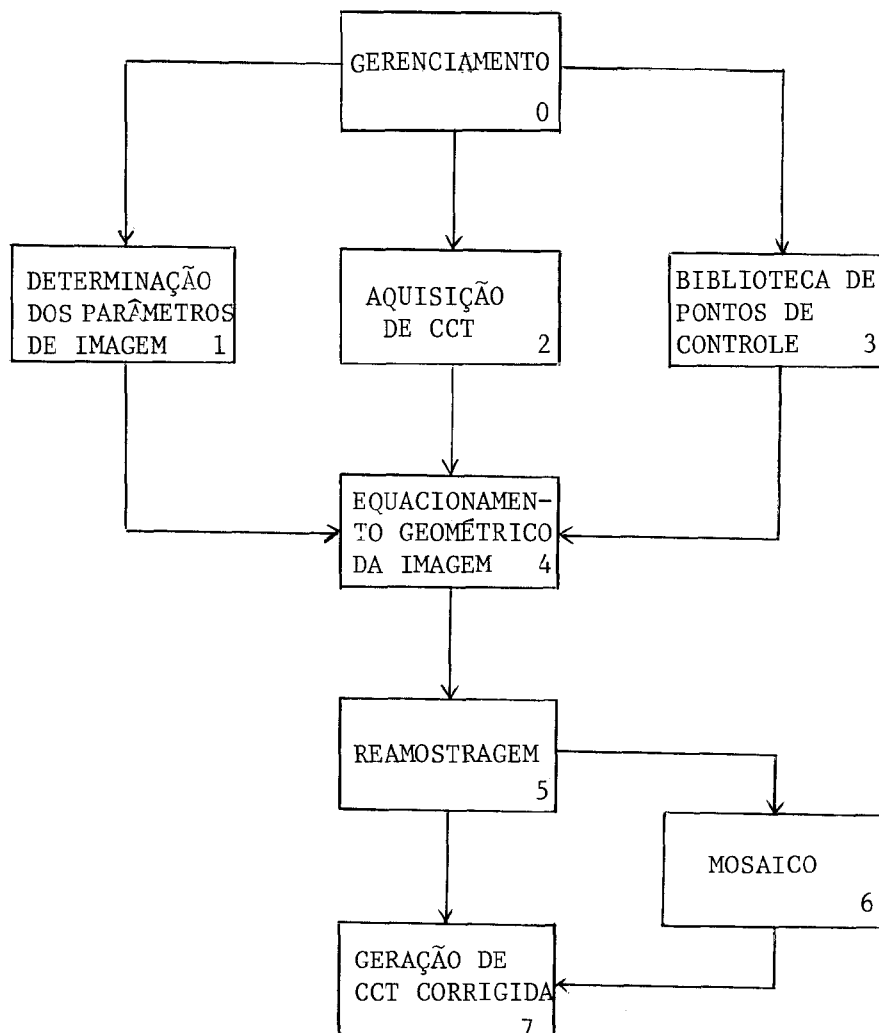 GERENCIAMENTO
0
DETERMINAÇÃO
DOS PARÂMETROS
DE IMAGEM 1
AQUISIÇÃO
DE CCT 2
BIBLIOTECA DE
PONTOS DE
CONTROLE 3
EQUACIONAMEN-
TO GEOMÉTRICO
DA IMAGEM 4
REAMOSTRAGEM
5
MOSAICO
6
GERAÇÃO DE
CCT CORRIGIDA
7